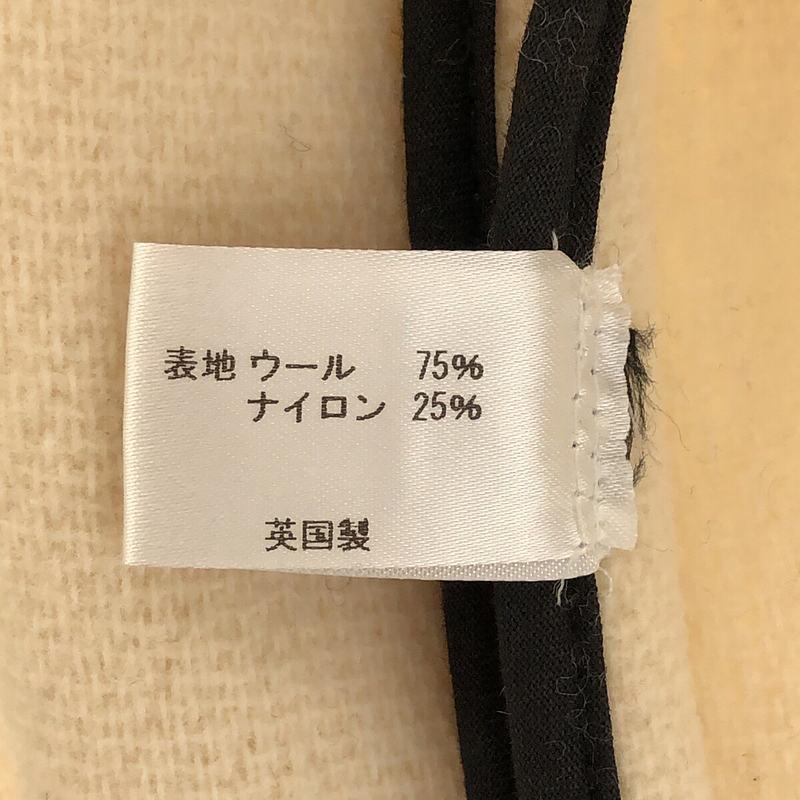 表地 ウール 75%
ナイロン 25%
英国製